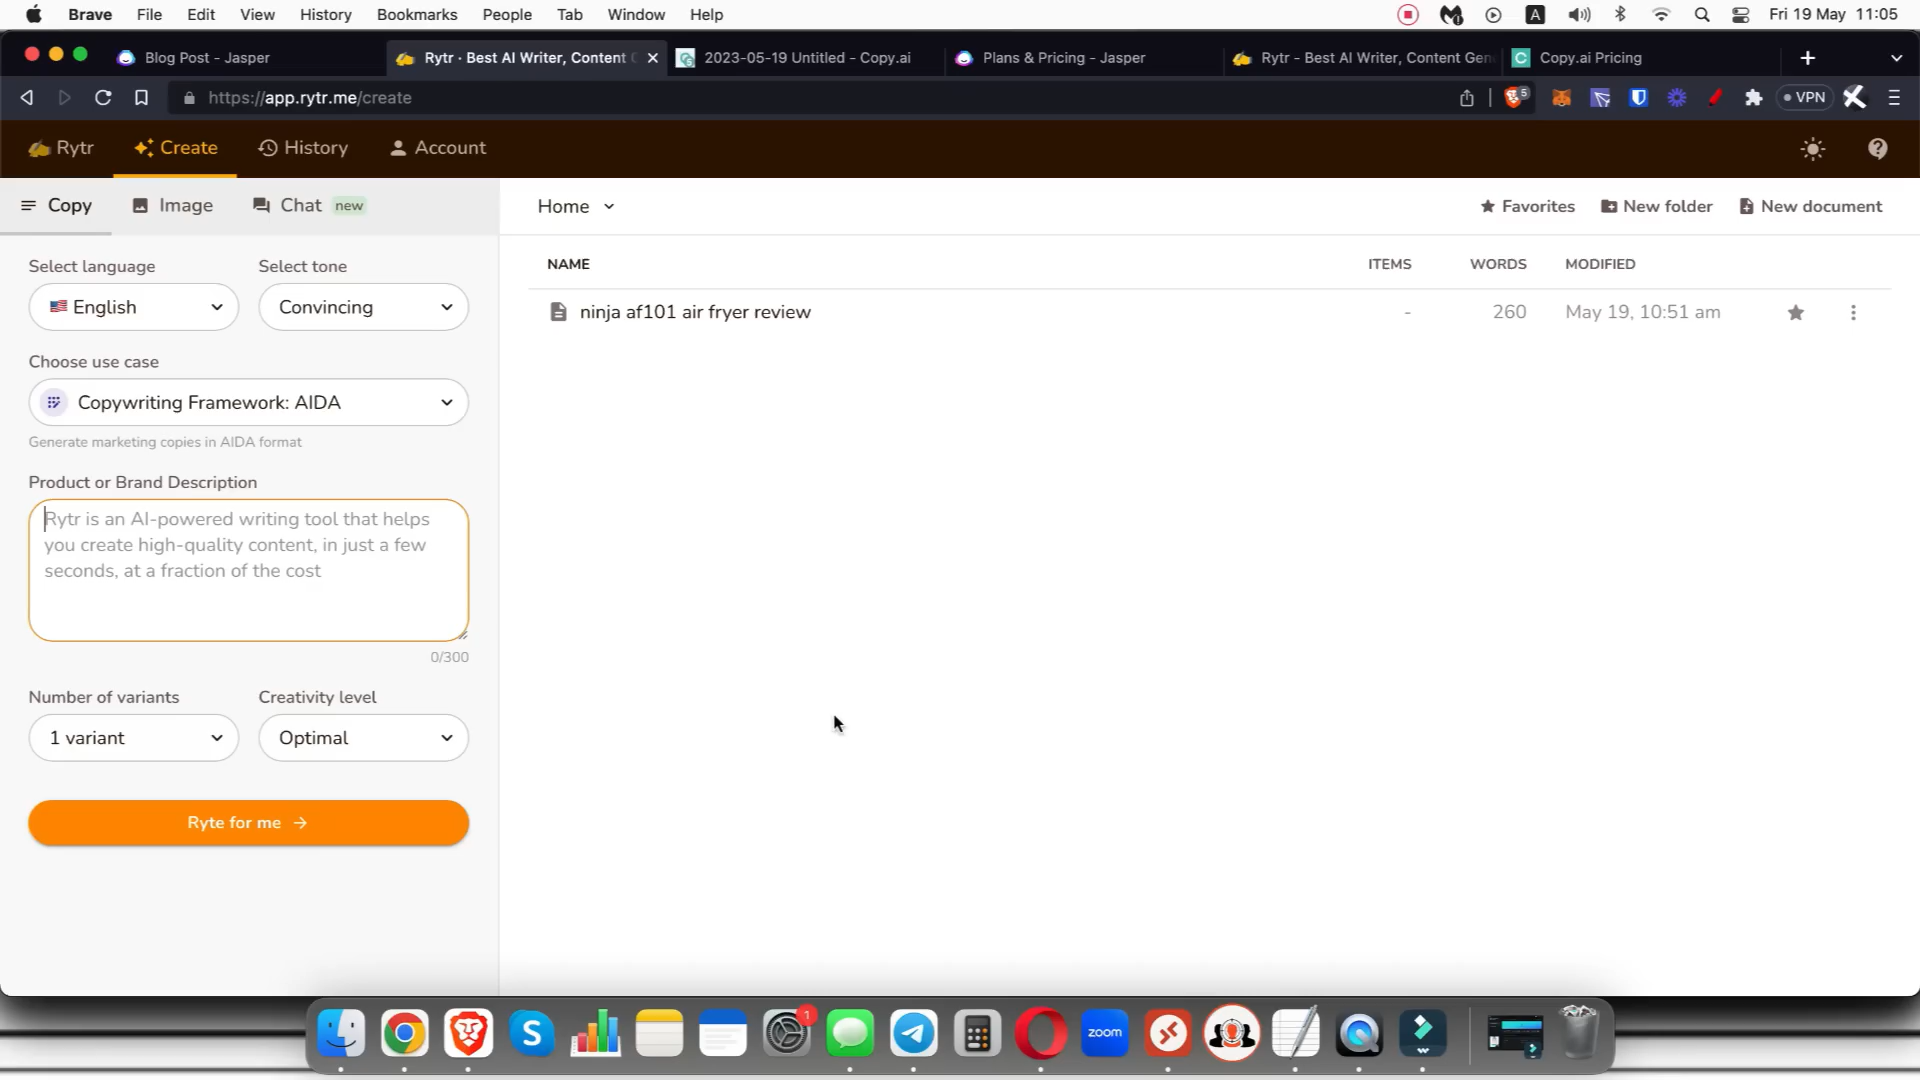 Brave File Edit View History Bookmarks People Tab Window Help A Fri 19 May 11:05
Blog Post - Jasper Rytr · Best AI Writer, Content G 2023-05-19 Untitled - Copy.ai Plans & Pricing - Jasper Rytr - Best AI Writer, Content Gen Copy.ai Pricing
https://app.rytr.me/create 5 VPN
Rytr Create History Account
Copy Image Chat new
Home Favorites New folder New document
Select language Select tone
English Convincing
Choose use case
Copywriting Framework: AIDA
Generate marketing copies in AIDA format
Product or Brand Description
Rytr is an AI-powered writing tool that helps
you create high-quality content, in just a few
seconds, at a fraction of the cost
0/300
Number of variants Creativity level
1 variant Optimal
Ryte for me
NAME ITEMS WORDS MODIFIED
ninja af101 air fryer review - 260 May 19, 10:51 am
1
zoom